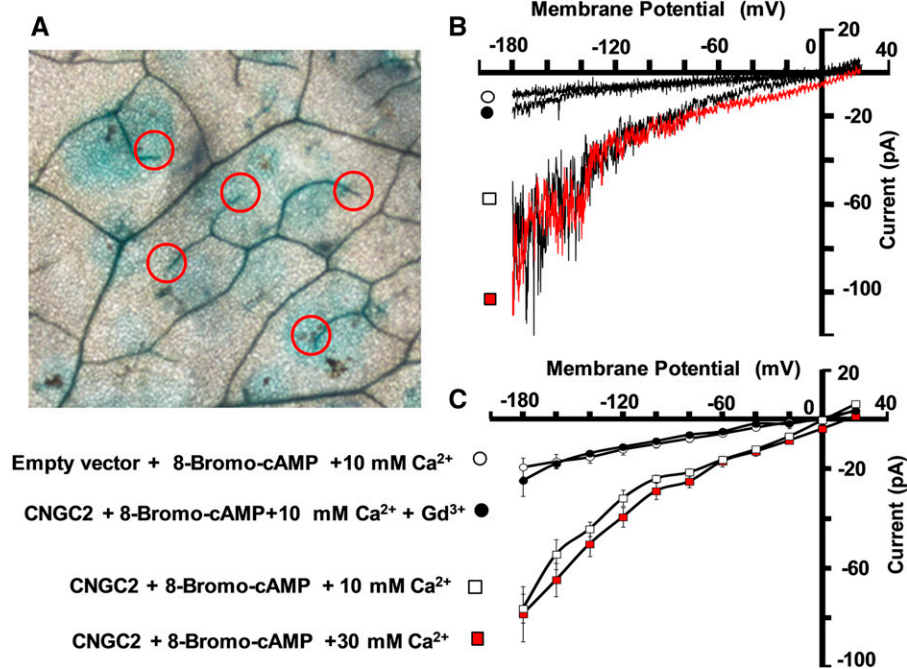 A
B
Membrane Potential (mV)
-180
-60
0
40
20
-20
-60
-100
Current (pA)
C
Membrane Potential (mV)
-180
-120
-60
0
40
20
-20
-60
-100
Current (pA)
Empty vector + 8-Bromo-cAMP +10 mM Ca²⁺
CNGC2 + 8-Bromo-cAMP+10 mM Ca²⁺ + Gd³⁺
CNGC2 + 8-Bromo-cAMP + 10 mM Ca²⁺
CNGC2 + 8-Bromo-cAMP +30 mM Ca²⁺